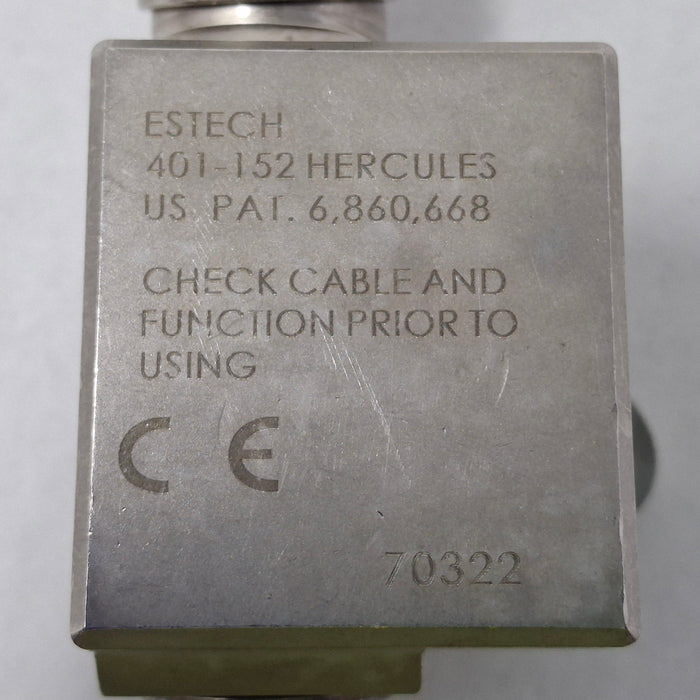 ESTECH
401-152 HERCULES
US. PAT. 6,860,668
CHECK CABLE AND
FUNCTION PRIOR TO
USING
CE
70322